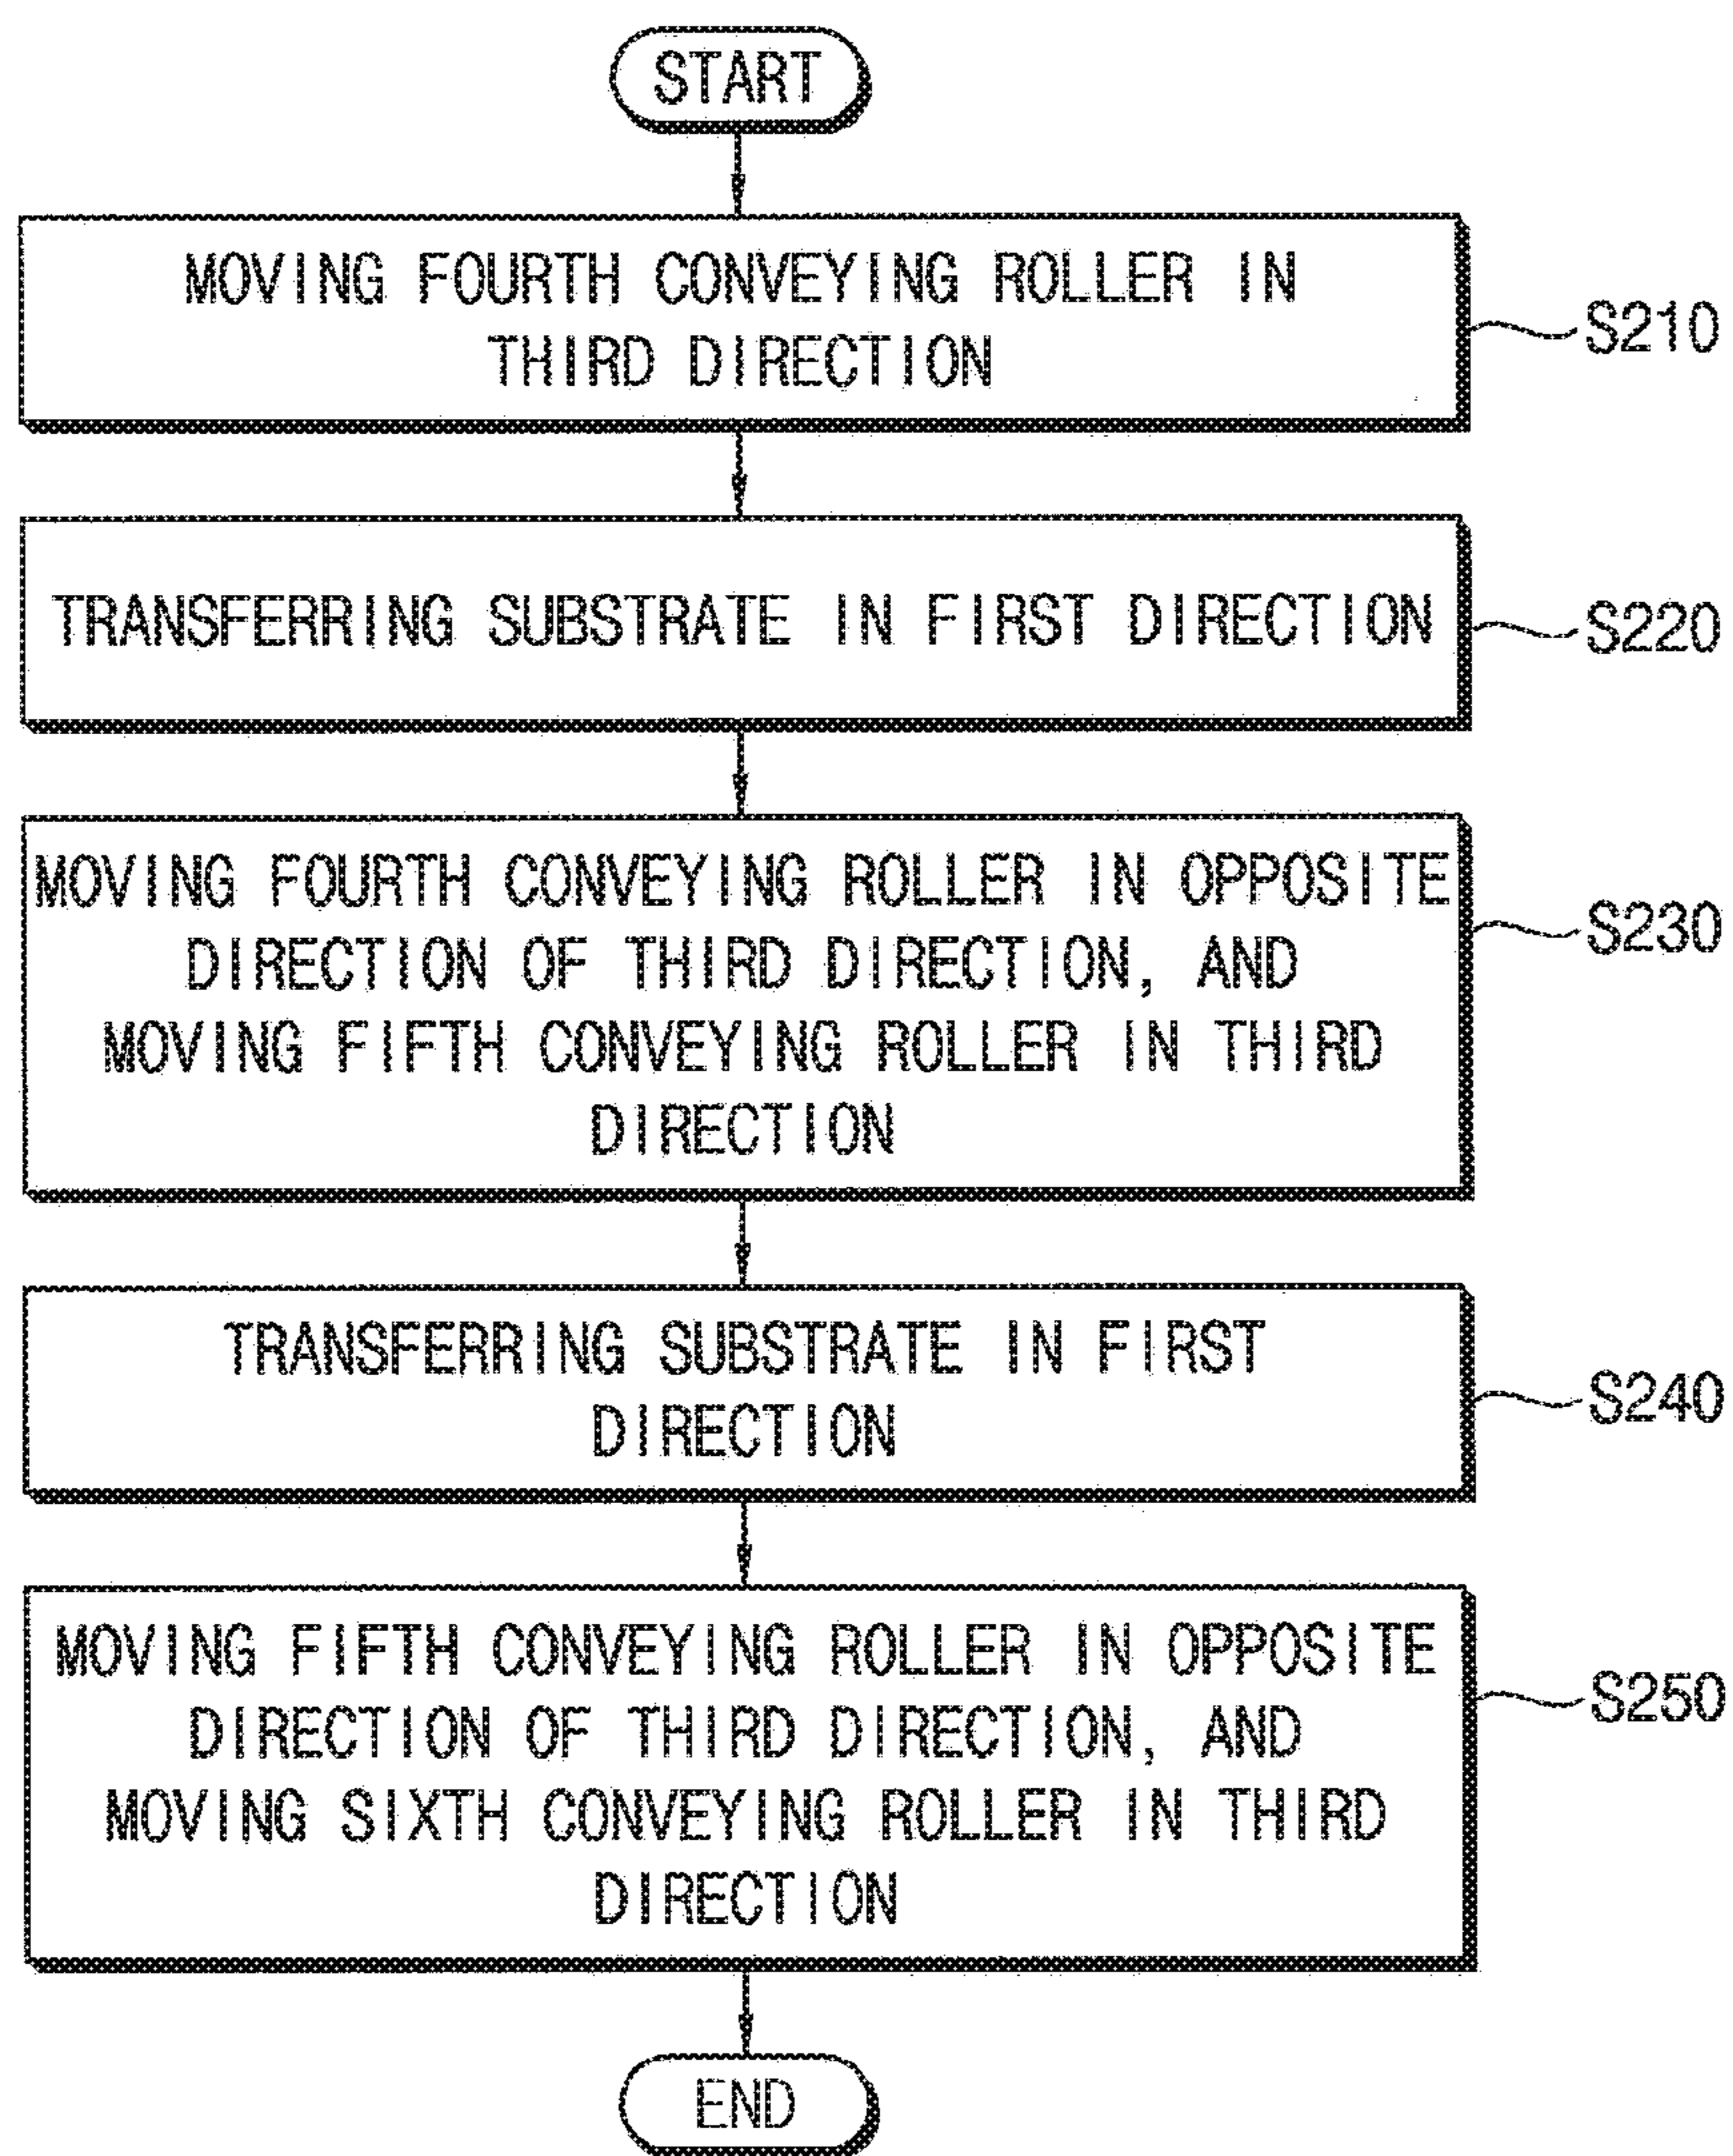 START
MOVING FOURTH CONVEYING ROLLER IN
THIRD DIRECTION
S210
TRANSFERRING SUBSTRATE IN FIRST DIRECTION
S220
MOVING FOURTH CONVEYING ROLLER IN OPPOSITE
DIRECTION OF THIRD DIRECTION, AND
MOVING FIFTH CONVEYING ROLLER IN THIRD
DIRECTION
S230
TRANSFERRING SUBSTRATE IN FIRST
DIRECTION
S240
MOVING FIFTH CONVEYING ROLLER IN OPPOSITE
DIRECTION OF THIRD DIRECTION, AND
MOVING SIXTH CONVEYING ROLLER IN THIRD
DIRECTION
S250
END